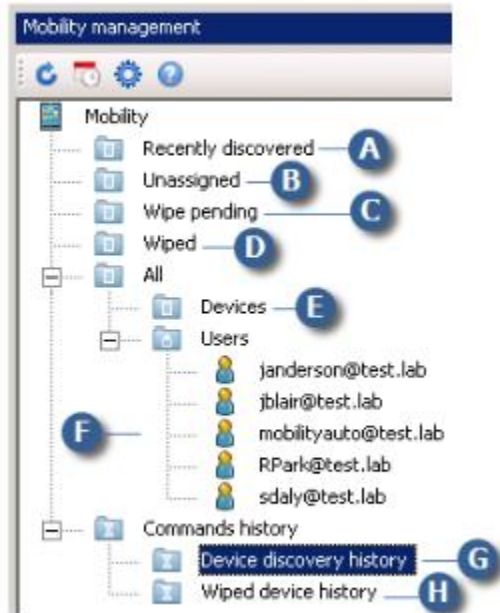 Mobility management
Mobility
Recently discovered A
Unassigned B
Wipe pending C
Wiped D
All
Devices E
Users
janderson@test.lab
jblair@test.lab
F mobilityauto@test.lab
RPark@test.lab
sdaly@test.lab
Commands history
Device discovery history G
Wiped device history H